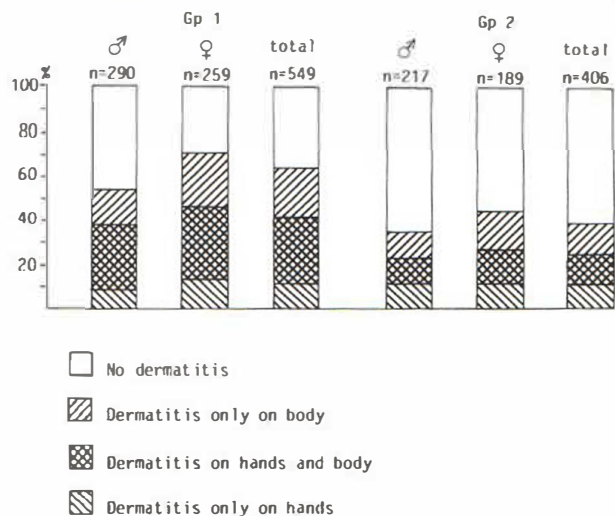 Gp 1 Gp 2
♂ ♀ total ♂ ♀ total
% n=290 n=259 n=549 n=217 n=189 n=406
100
80
60
40
20
No dermatitis
Dermatitis only on body
Dermatitis on hands and body
Dermatitis only on hands